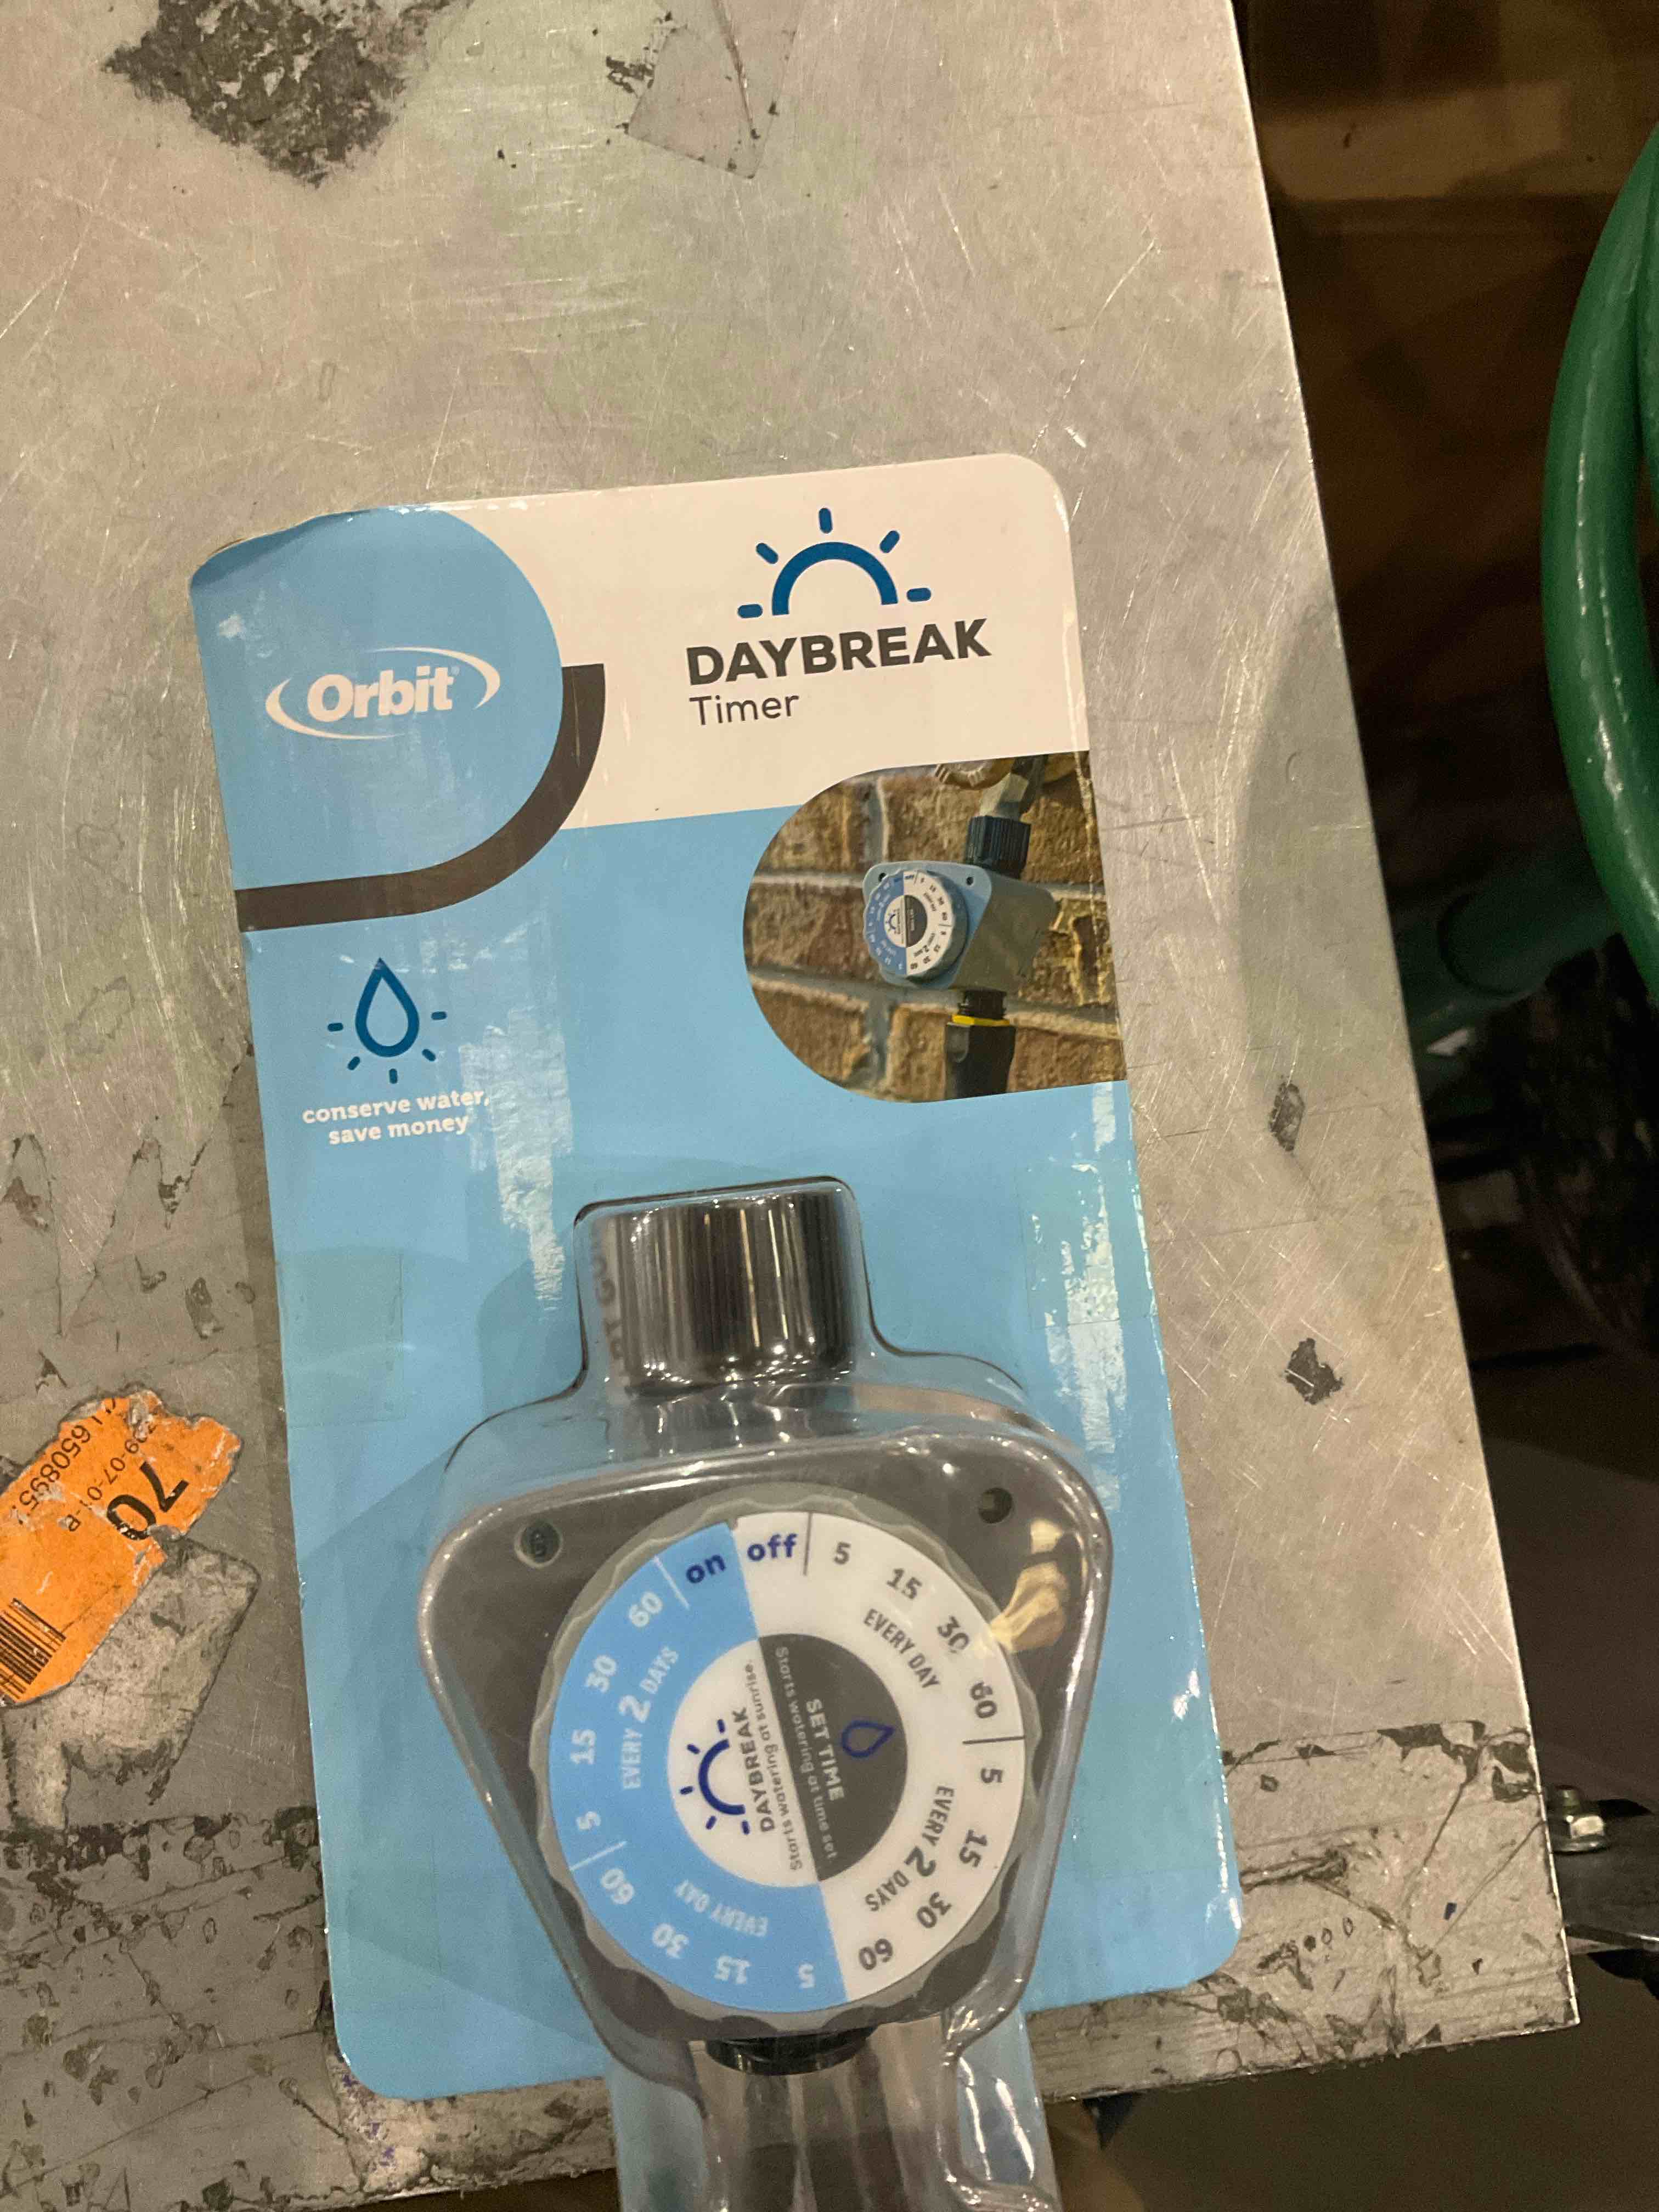 Orbit®
DAYBREAK
Timer
conserve water,
save money
on
off
5
15
30
60
EVERY DAY
5
15
30
60
EVERY 2 DAYS
5
15
30
60
EVERY DAY
5
15
30
60
EVERY 2 DAYS
DAYBREAK
Starts watering at sunrise.
SET TIME
Starts watering at time set
70